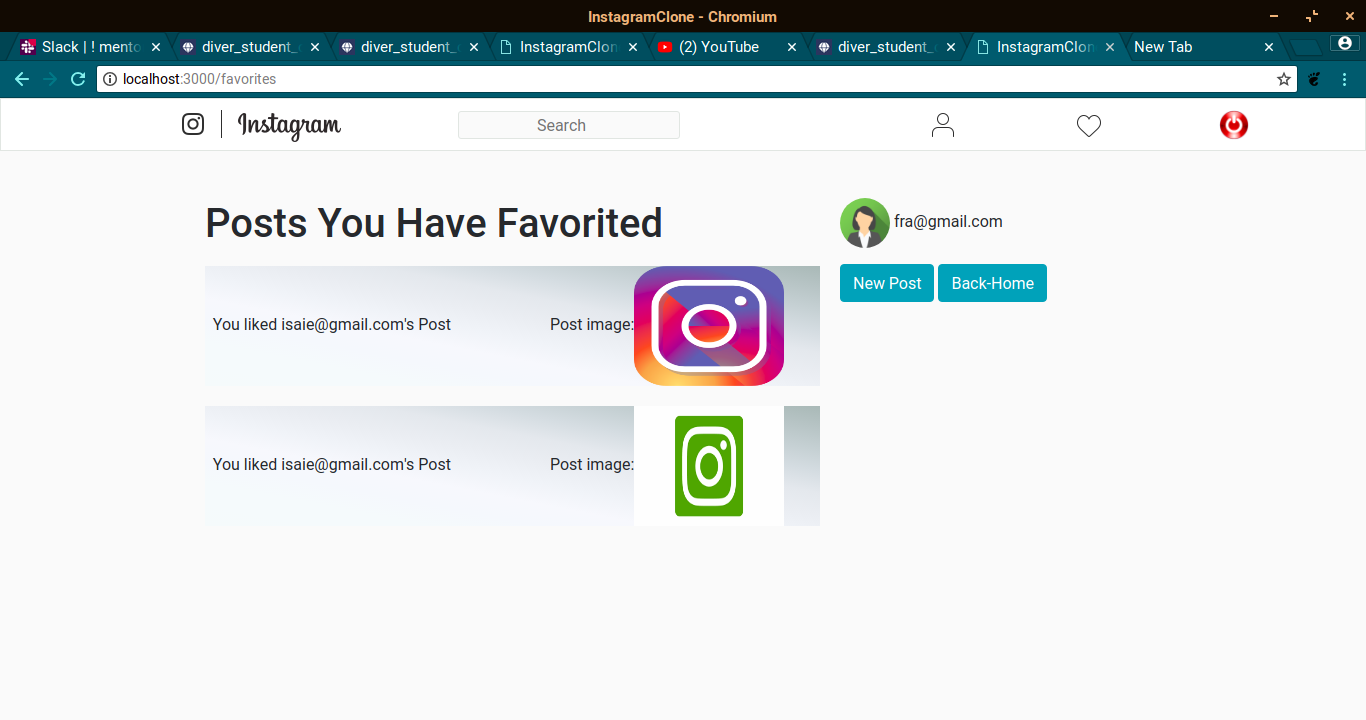 InstagramClone - Chromium
Slack | ! mento
diver_student_
diver_student_
InstagramClon
(2) YouTube
diver_student_
InstagramClon
New Tab
localhost:3000/favorites
Instagram
Search
Posts You Have Favorited
fra@gmail.com
New Post
Back-Home
You liked isaie@gmail.com's Post
Post image:
You liked isaie@gmail.com's Post
Post image: